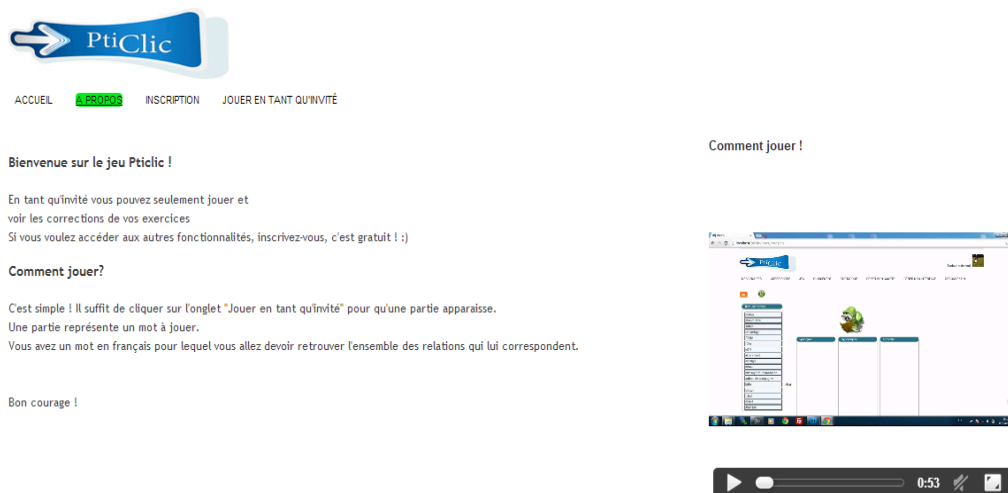 PtiClic
ACCUEIL A PROPOS INSCRIPTION JOUER EN TANT QU'INVITÉ
Bienvenue sur le jeu Pticlic !
En tant qu'invité vous pouvez seulement jouer et
voir les corrections de vos exercices
Si vous voulez accéder aux autres fonctionnalités, inscrivez-vous, c'est gratuit ! :)
Comment jouer?
C'est simple ! Il suffit de cliquer sur l'onglet "Jouer en tant qu'invité" pour qu'une partie apparaisse.
Une partie représente un mot à jouer.
Vous avez un mot en français pour lequel vous allez devoir retrouver l'ensemble des relations qui lui correspondent.
Bon courage !
Comment jouer !
PtiClic
0:53